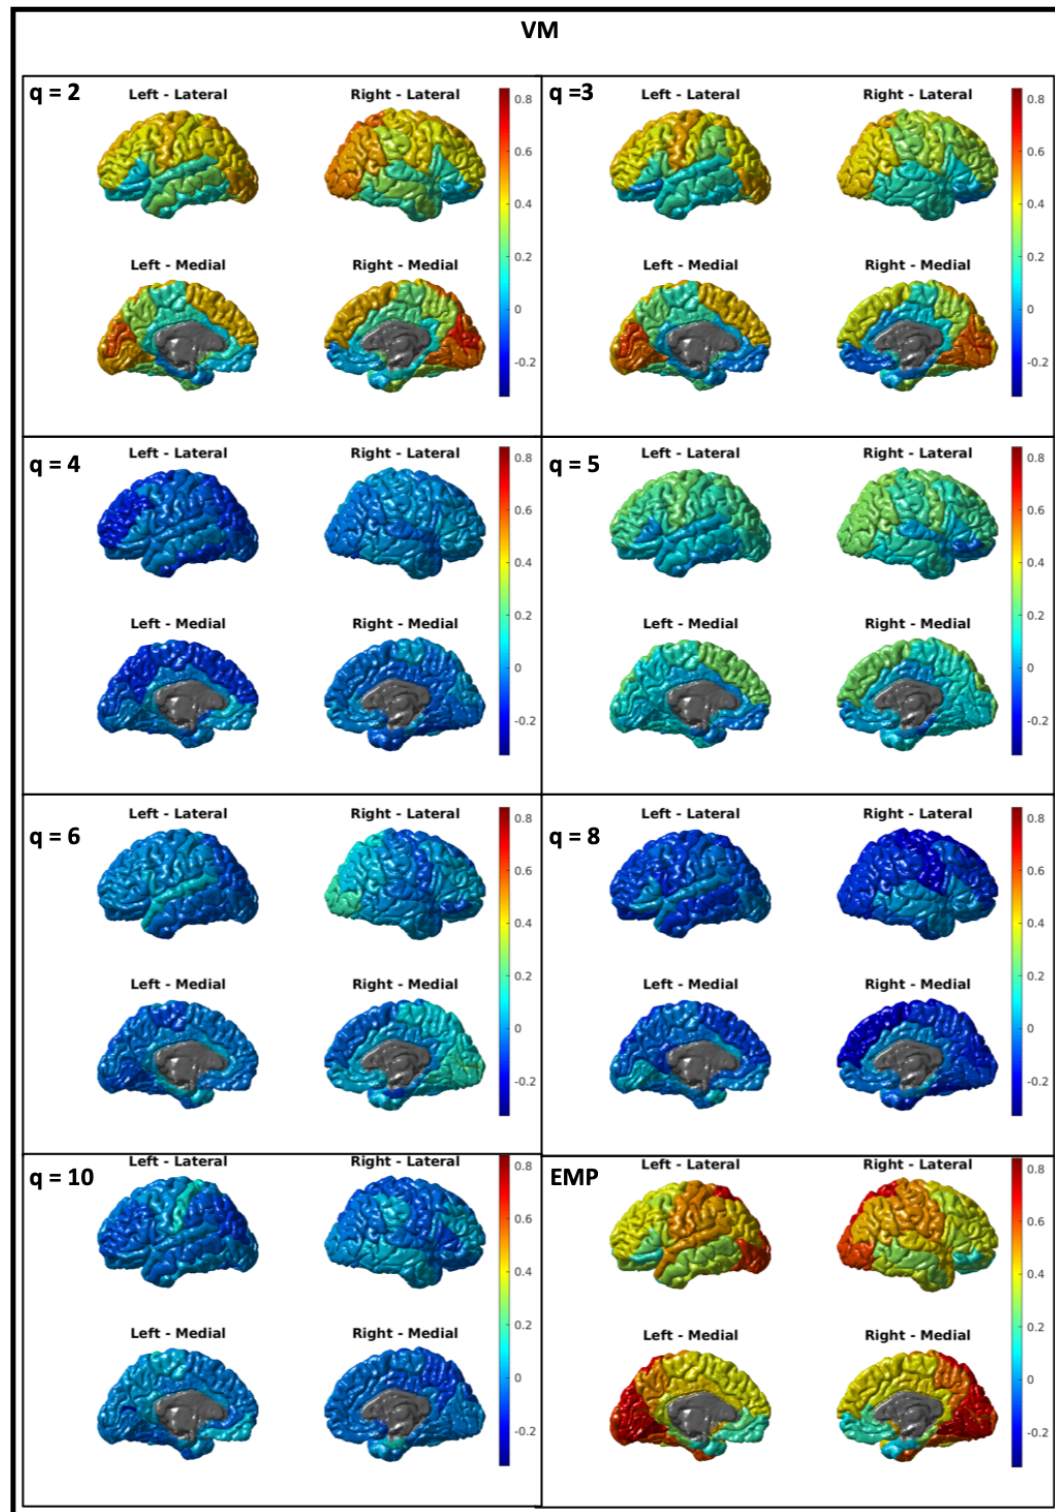 VM
q = 2
Left - Lateral
Right - Lateral
0.8
0.6
0.4
0.2
0
-0.2
Left - Medial
Right - Medial
q =3
Left - Lateral
Right - Lateral
0.8
0.6
0.4
0.2
0
-0.2
Left - Medial
Right - Medial
q = 4
Left - Lateral
Right - Lateral
0.8
0.6
0.4
0.2
0
-0.2
Left - Medial
Right - Medial
q = 5
Left - Lateral
Right - Lateral
0.8
0.6
0.4
0.2
0
-0.2
Left - Medial
Right - Medial
q = 6
Left - Lateral
Right - Lateral
0.8
0.6
0.4
0.2
0
-0.2
Left - Medial
Right - Medial
q = 8
Left - Lateral
Right - Lateral
0.8
0.6
0.4
0.2
0
-0.2
Left - Medial
Right - Medial
q = 10
Left - Lateral
Right - Lateral
0.8
0.6
0.4
0.2
0
-0.2
Left - Medial
Right - Medial
EMP
Left - Lateral
Right - Lateral
0.8
0.6
0.4
0.2
0
-0.2
Left - Medial
Right - Medial